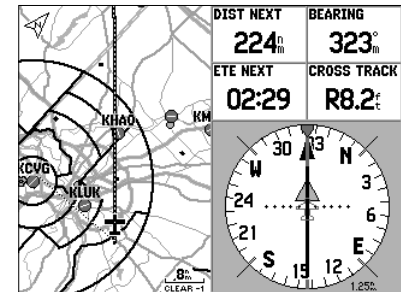 N
DIST NEXT
224nm
BEARING
323°m
ETE NEXT
02:29
CROSS TRACK
R8.2ft
KHAO
KM
KCVG
KLUK
.8nm
CLEAR -1
30
33
N
W
3
24
6
21
E
S
15
12
1.25nm